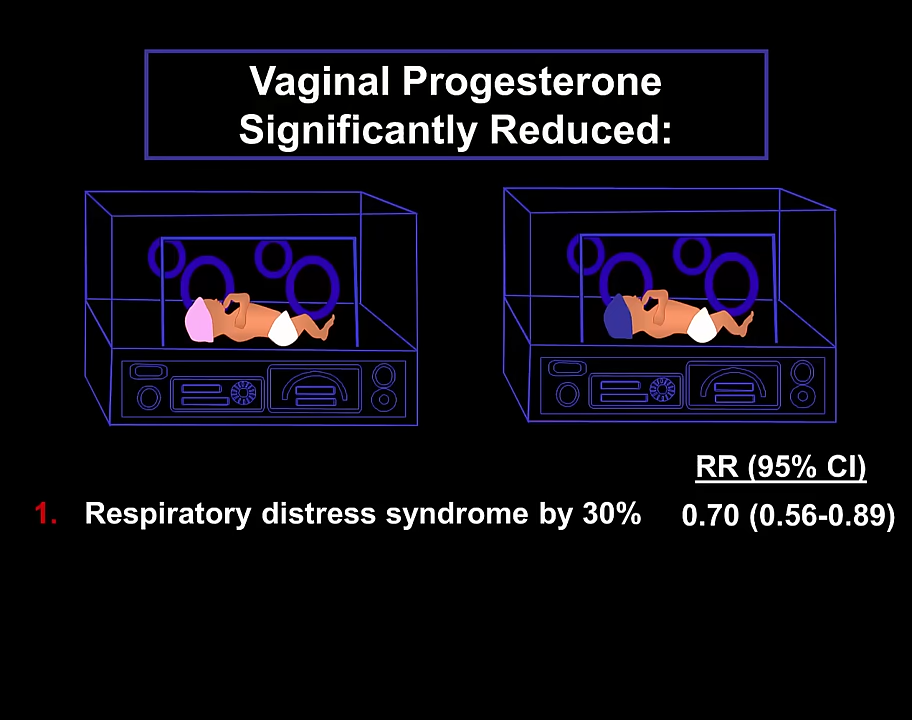 Vaginal Progesterone
Significantly Reduced:
RR (95% CI)
1. Respiratory distress syndrome by 30% 0.70 (0.56-0.89)